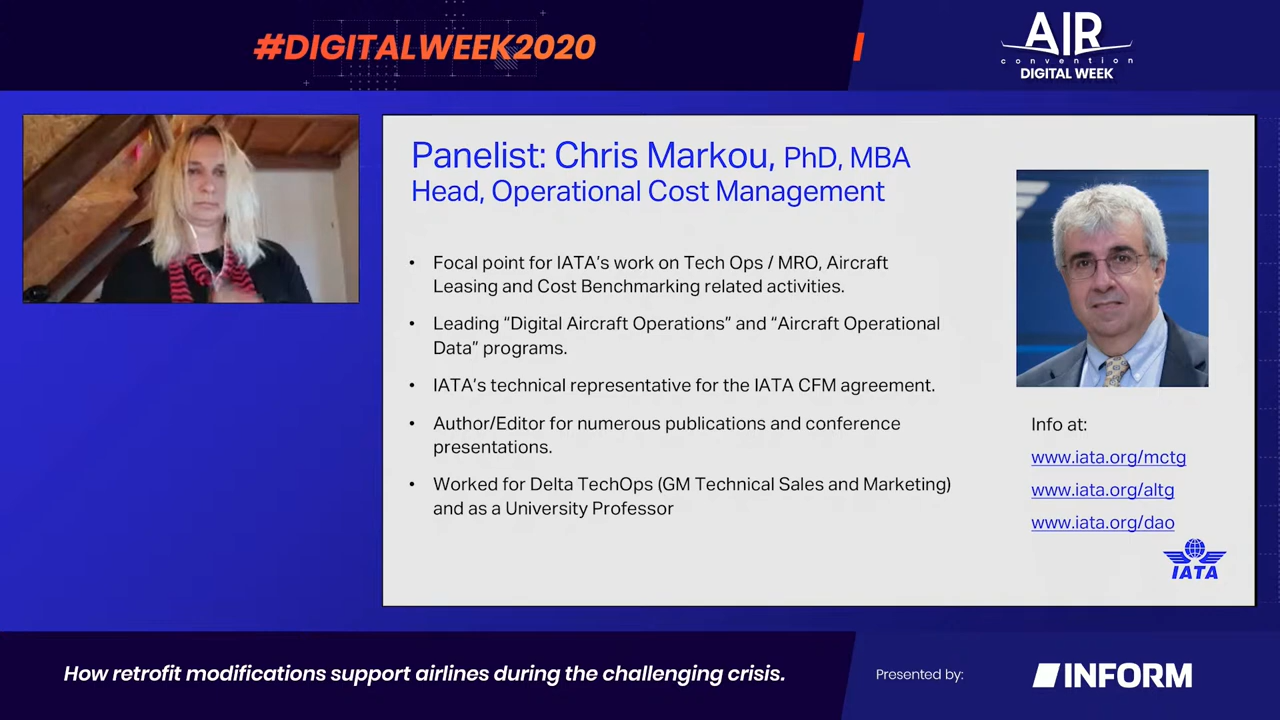 #DIGITALWEEK2020
AIR
convention
DIGITAL WEEK
Panelist: Chris Markou, PhD, MBA
Head, Operational Cost Management
• Focal point for IATA’s work on Tech Ops / MRO, Aircraft
Leasing and Cost Benchmarking related activities.
• Leading “Digital Aircraft Operations” and “Aircraft Operational
Data” programs.
• IATA’s technical representative for the IATA CFM agreement.
• Author/Editor for numerous publications and conference
presentations.
• Worked for Delta TechOps (GM Technical Sales and Marketing)
and as a University Professor
Info at:
www.iata.org/mctg
www.iata.org/altg
www.iata.org/dao
IATA
How retrofit modifications support airlines during the challenging crisis.
Presented by:
INFORM